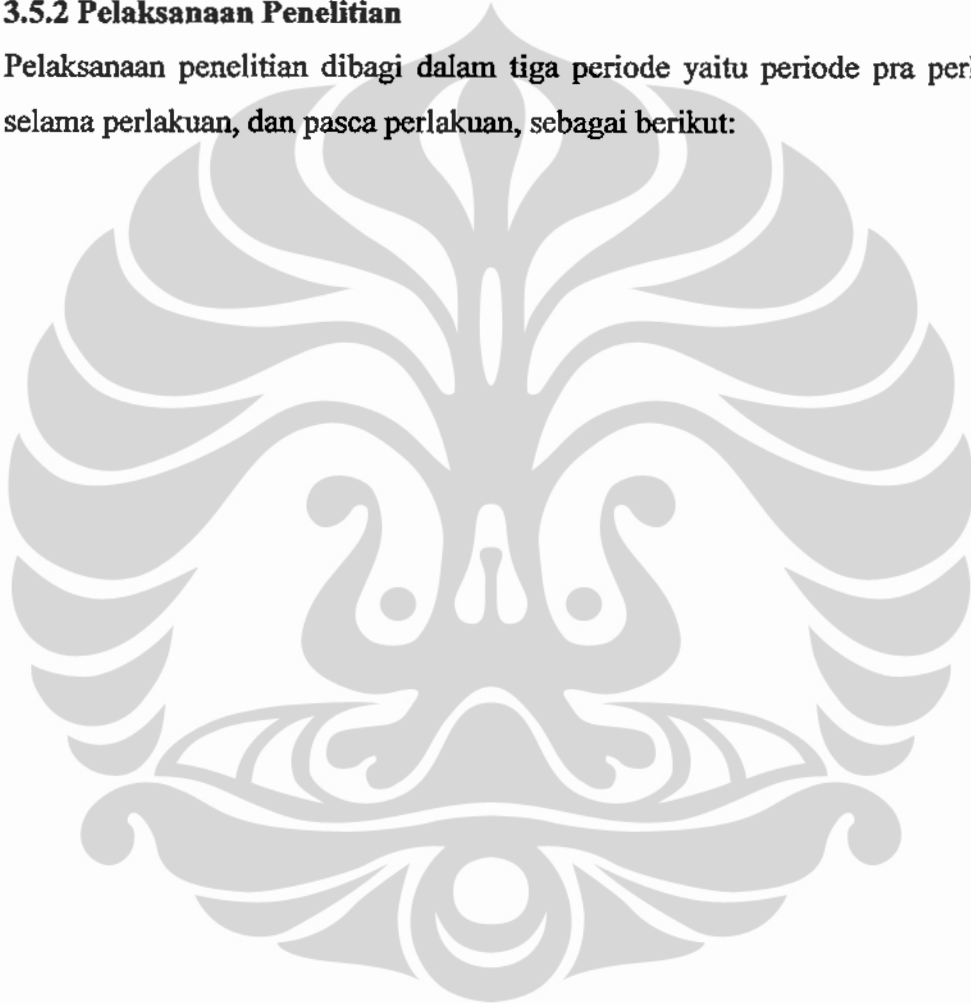 3.5.2 Pelaksanaan Penelitian
Pelaksanaan penelitian dibagi dalam tiga periode yaitu periode pra
selama perlakuan, dan pasca perlakuan, sebagai berikut: